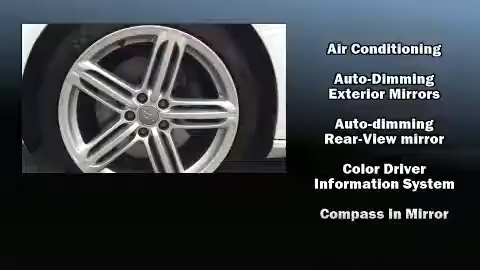 Air Conditioning
Auto-Dimming
Exterior Mirrors
Auto-dimming
Rear-View mirror
Color Driver
Information System
Compass in Mirror